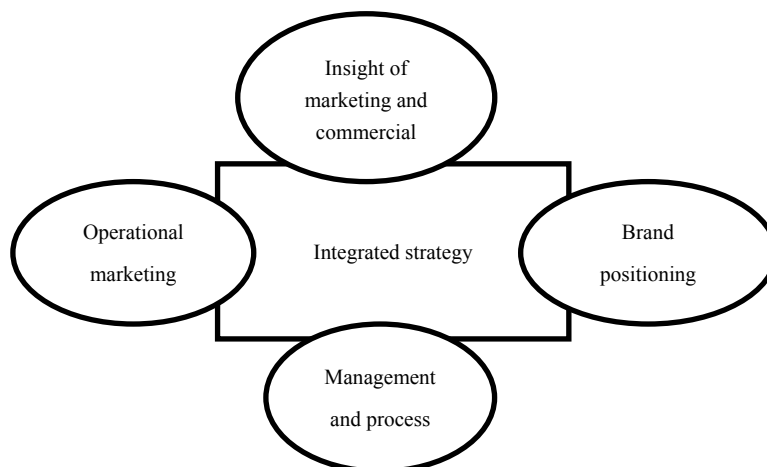 Insight of
marketing and
commercial
Operational
marketing
Integrated strategy
Brand
positioning
Management
and process